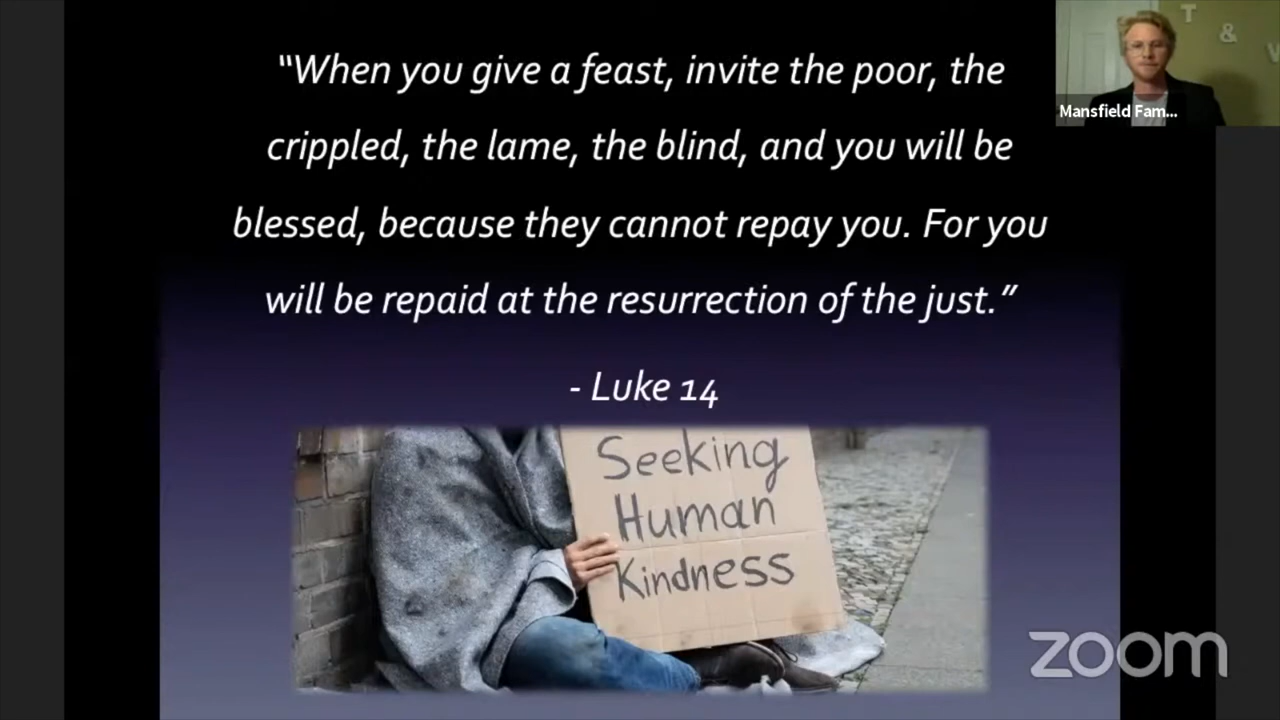 “When you give a feast, invite the poor, the
crippled, the lame, the blind, and you will be
blessed, because they cannot repay you. For you
will be repaid at the resurrection of the just.”
- Luke 14
Seeking
Human
Kindness
T
&
Mansfield Fam...
zoom